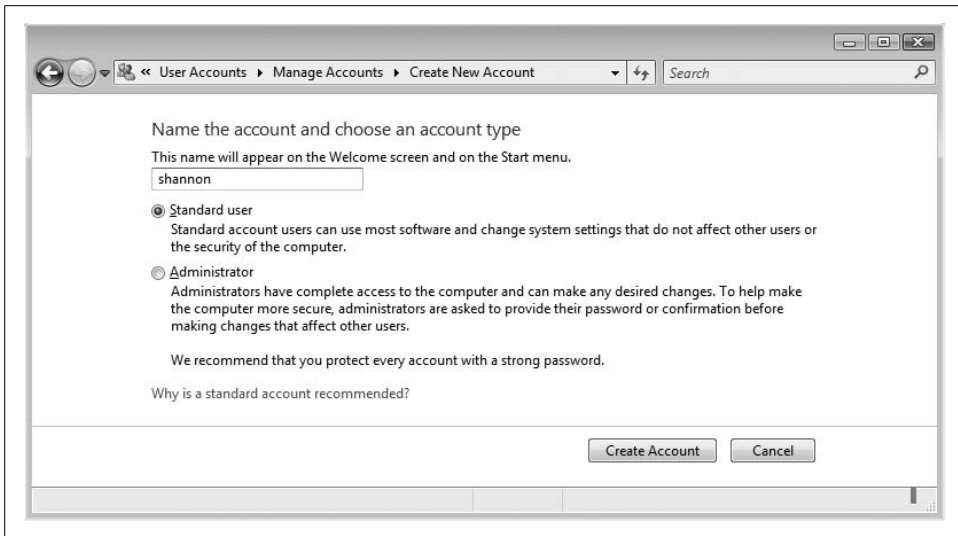 « User Accounts ▸ Manage Accounts ▸ Create New Account
Search
Name the account and choose an account type
This name will appear on the Welcome screen and on the Start menu.
shannon
Standard user
Standard account users can use most software and change system settings that do not affect other users or
the security of the computer.
Administrator
Administrators have complete access to the computer and can make any desired changes. To help make
the computer more secure, administrators are asked to provide their password or confirmation before
making changes that affect other users.
We recommend that you protect every account with a strong password.
Why is a standard account recommended?
Create Account
Cancel